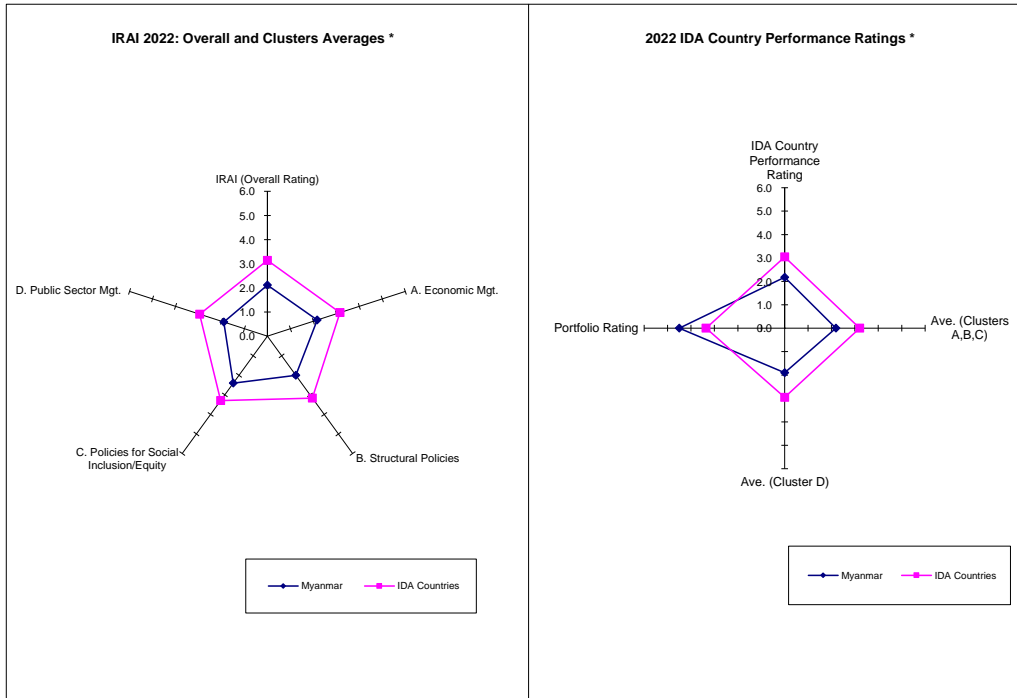 IRAI 2022: Overall and Clusters Averages *
IRAI (Overall Rating)
6.0
5.0
4.0
3.0
2.0
1.0
0.0
A. Economic Mgt.
B. Structural Policies
C. Policies for Social
Inclusion/Equity
D. Public Sector Mgt.
Myanmar
IDA Countries
2022 IDA Country Performance Ratings *
IDA Country
Performance
Rating
6.0
5.0
4.0
3.0
2.0
1.0
0.0
Ave. (Clusters
A,B,C)
Ave. (Cluster D)
Portfolio Rating
Myanmar
IDA Countries